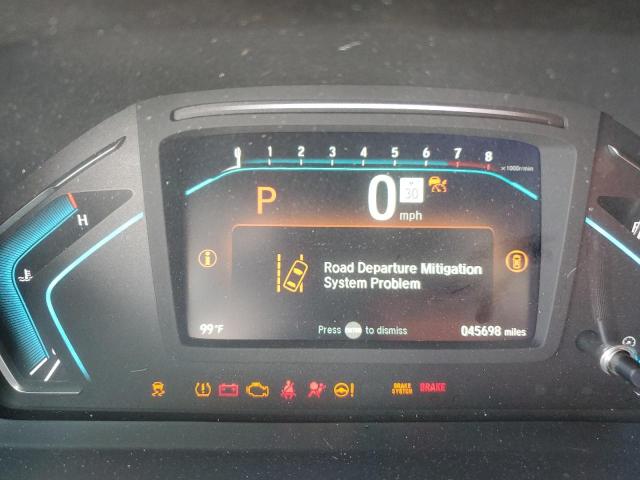 0 1 2 3 4 5 6 7 8
x1000r/min
P
0
30
mph
H
Road Departure Mitigation
System Problem
99°F
Press ENTER to dismiss
045698 miles
BRAKE
SYSTEM
BRAKE